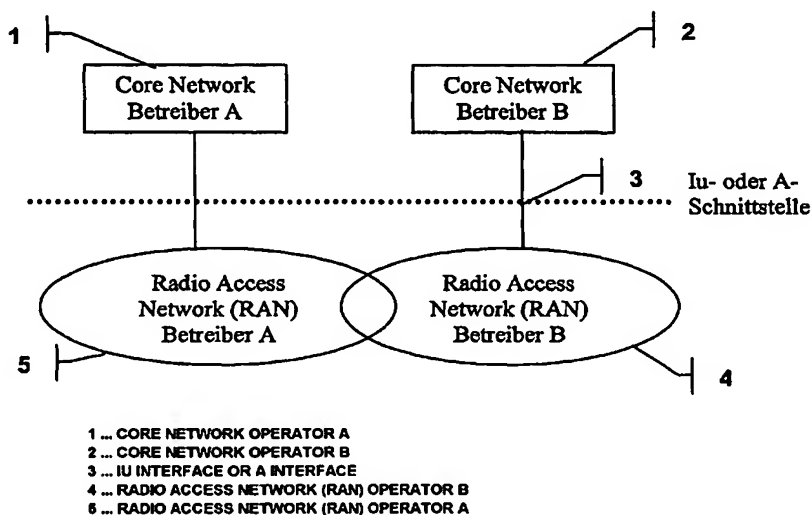 1
2
Core Network
Betreiber A
Core Network
Betreiber B
3
Iu- oder A-
Schnittstelle
Radio Access
Network (RAN)
Betreiber A
Radio Access
Network (RAN)
Betreiber B
5
4
1 ... CORE NETWORK OPERATOR A
2 ... CORE NETWORK OPERATOR B
3 ... IU INTERFACE OR A INTERFACE
4 ... RADIO ACCESS NETWORK (RAN) OPERATOR B
5 ... RADIO ACCESS NETWORK (RAN) OPERATOR A